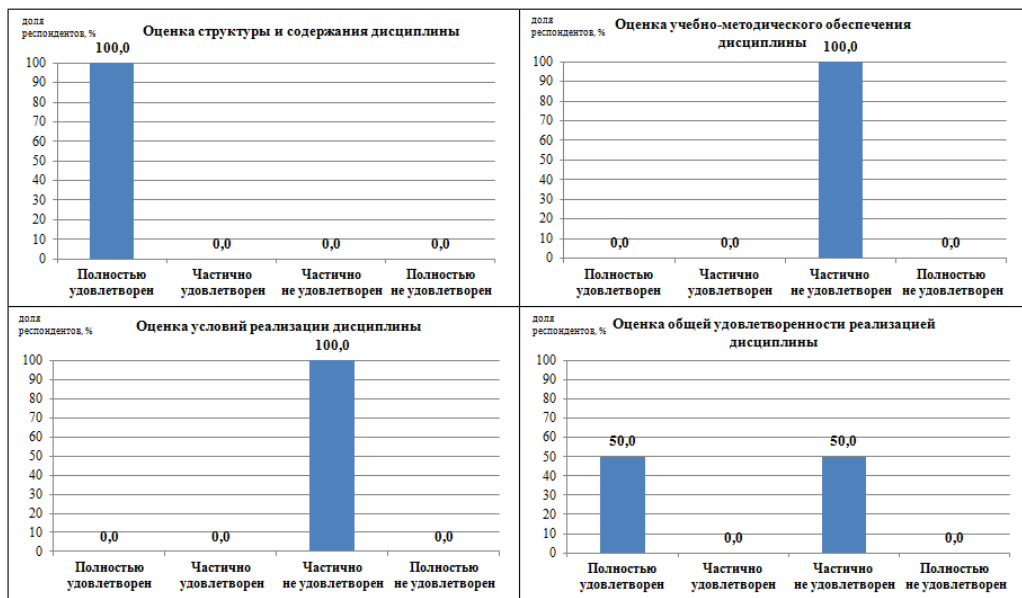 доля
респондентов, %
Оценка структуры и содержания дисциплины
100,0
100
90
80
70
60
50
40
30
20
10
0
0,0
0,0
0,0
Полностью
удовлетворен
Частично
удовлетворен
Частично
не удовлетворен
Полностью
не удовлетворен
доля
респондентов, %
Оценка учебно-методического обеспечения
дисциплины
100,0
100
90
80
70
60
50
40
30
20
10
0
0,0
0,0
0,0
Полностью
удовлетворен
Частично
удовлетворен
Частично
не удовлетворен
Полностью
не удовлетворен
доля
респондентов, %
Оценка условий реализации дисциплины
100,0
100
90
80
70
60
50
40
30
20
10
0
0,0
0,0
0,0
Полностью
удовлетворен
Частично
удовлетворен
Частично
не удовлетворен
Полностью
не удовлетворен
доля
респондентов, %
Оценка общей удовлетворенности реализацией
дисциплины
100
90
80
70
60
50
40
30
20
10
0
50,0
0,0
50,0
0,0
Полностью
удовлетворен
Частично
удовлетворен
Частично
не удовлетворен
Полностью
не удовлетворен